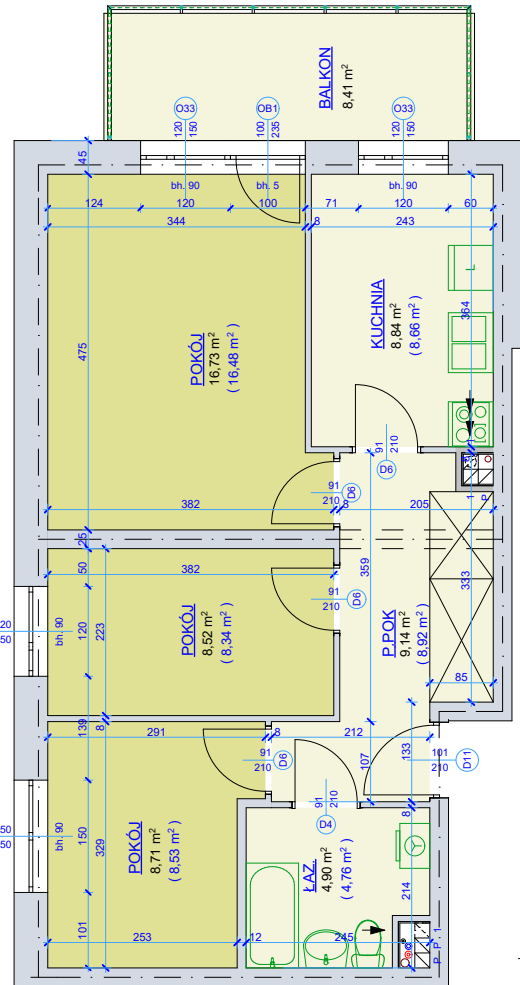 BALKON
8,41 m²
O33
120
150
OB1
100
235
O33
120
150
45
bh. 90
bh. 5
bh. 90
124
120
100
71
120
60
344
8
243
POKÓJ
16,73 m²
( 16,48 m² )
475
KUCHNIA
8,84 m²
( 8,66 m² )
364
L
91
210
D6
382
91
210
D6
8
205
1
P
25
50
382
91
210
D6
359
333
POKÓJ
8,52 m²
( 8,34 m² )
223
120
bh. 90
20
50
P.POK
9,14 m²
( 8,92 m² )
85
139
8
291
91
210
D6
8
212
107
133
101
210
D11
POKÓJ
8,71 m²
( 8,53 m² )
329
150
bh. 90
50
50
91
210
D4
8
ŁAZ.
4,90 m²
( 4,76 m² )
214
101
253
12
245
P
P
1